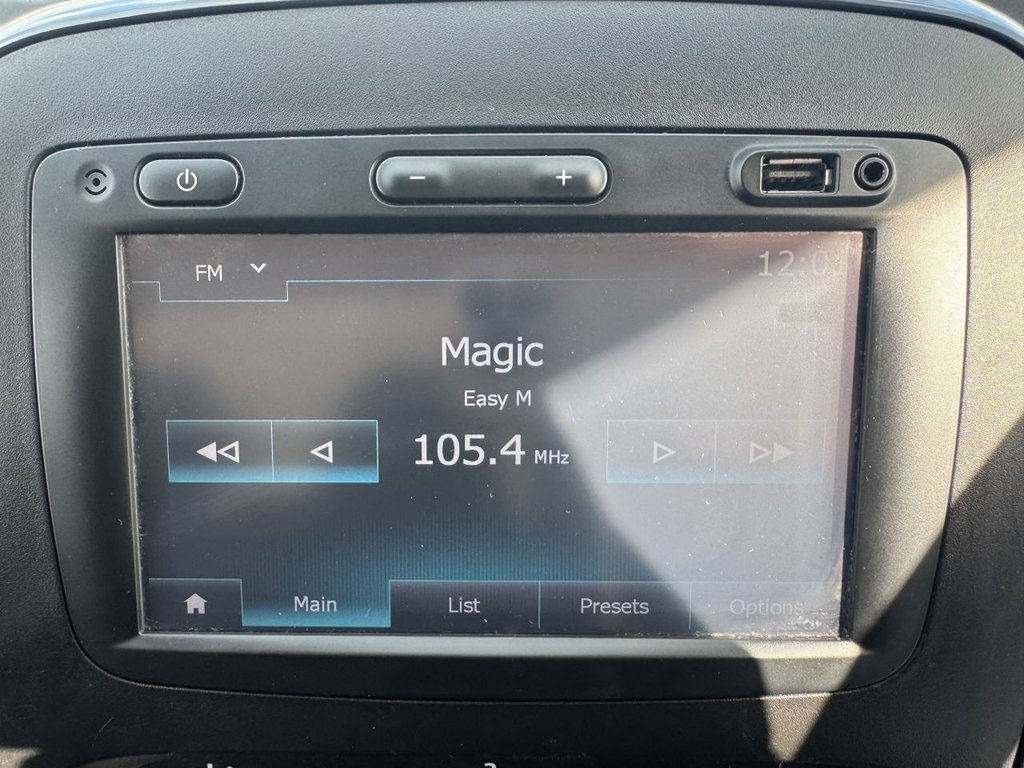 FM
Magic
Easy M
105.4 MHz
Main
List
Presets
Options